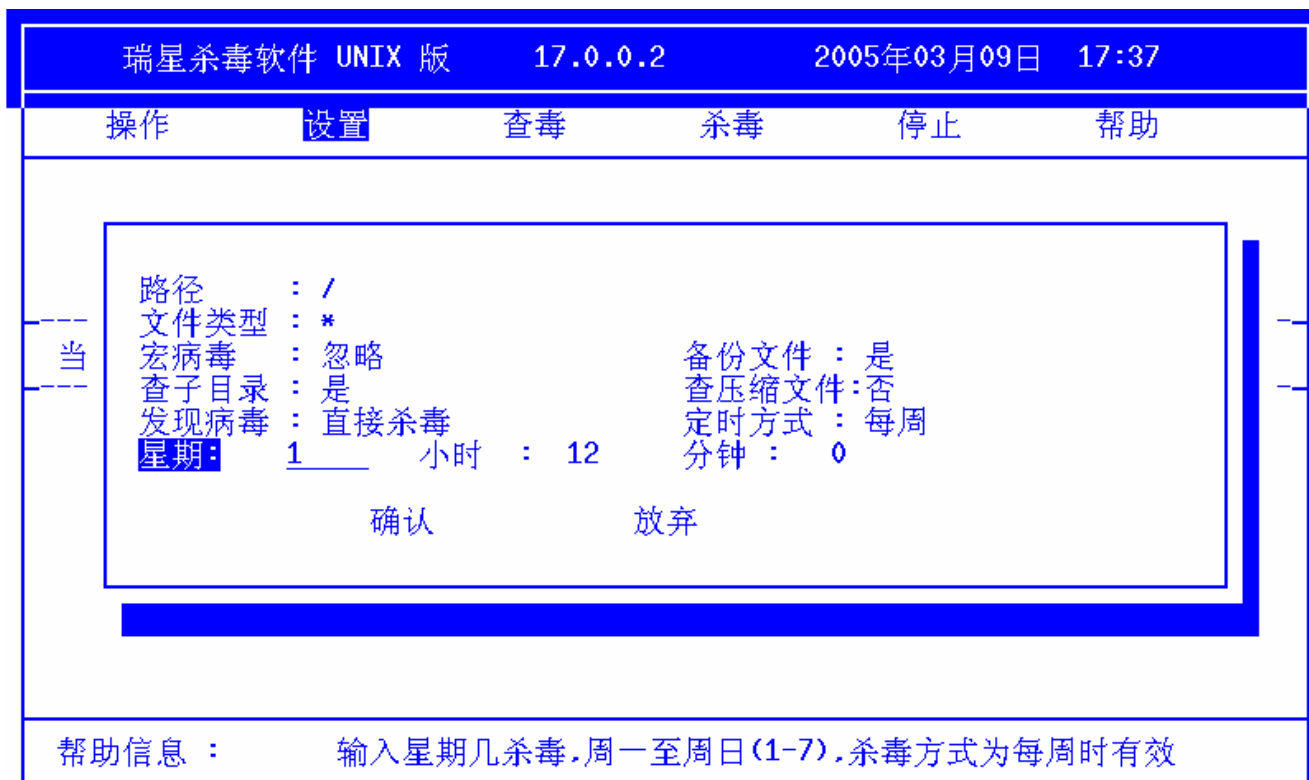 瑞星杀毒软件 UNIX 版 17.0.0.2 2005年03月09日 17:37
操作 设置 查毒 杀毒 停止 帮助
路径 : /
文件类型 : *
当 宏病毒 : 忽略 备份文件 : 是
查子目录 : 是 查压缩文件:否
发现病毒 : 直接杀毒 定时方式 : 每周
星期: 1 小时 : 12 分钟 : 0
确认 放弃
帮助信息 : 输入星期几杀毒,周一至周日(1-7),杀毒方式为每周时有效